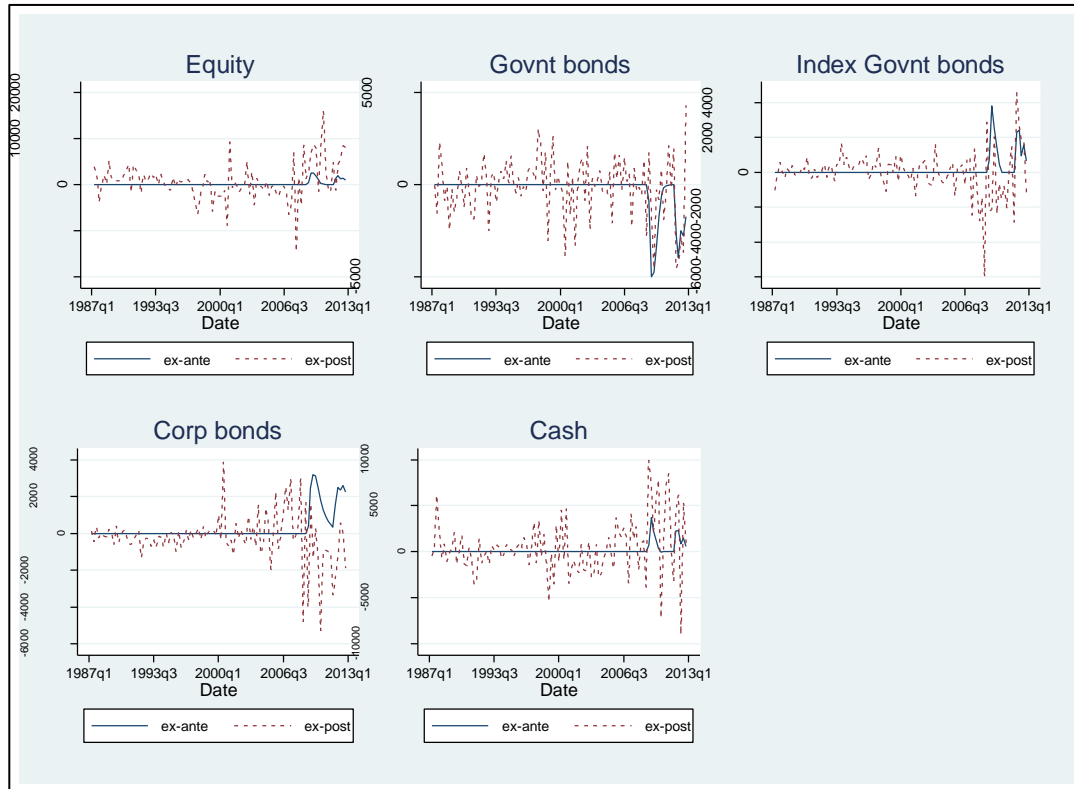 Equity
20000
10000
0
1987q1 1993q3 2000q1 2006q3 2013q1
Date
ex-ante ex-post
Govnt bonds
5000
0
-5000
1987q1 1993q3 2000q1 2006q3 2013q1
Date
ex-ante ex-post
Index Govnt bonds
4000
2000
0
-2000
-4000
-6000
1987q1 1993q3 2000q1 2006q3 2013q1
Date
ex-ante ex-post
Corp bonds
4000
2000
0
-2000
-4000
-6000
1987q1 1993q3 2000q1 2006q3 2013q1
Date
ex-ante ex-post
Cash
10000
5000
0
-5000
-10000
1987q1 1993q3 2000q1 2006q3 2013q1
Date
ex-ante ex-post